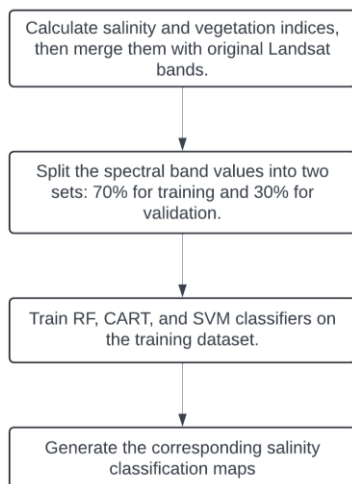 Calculate salinity and vegetation indices,
then merge them with original Landsat
bands.
Split the spectral band values into two
sets: 70% for training and 30% for
validation.
Train RF, CART, and SVM classifiers on
the training dataset.
Generate the corresponding salinity
classification maps